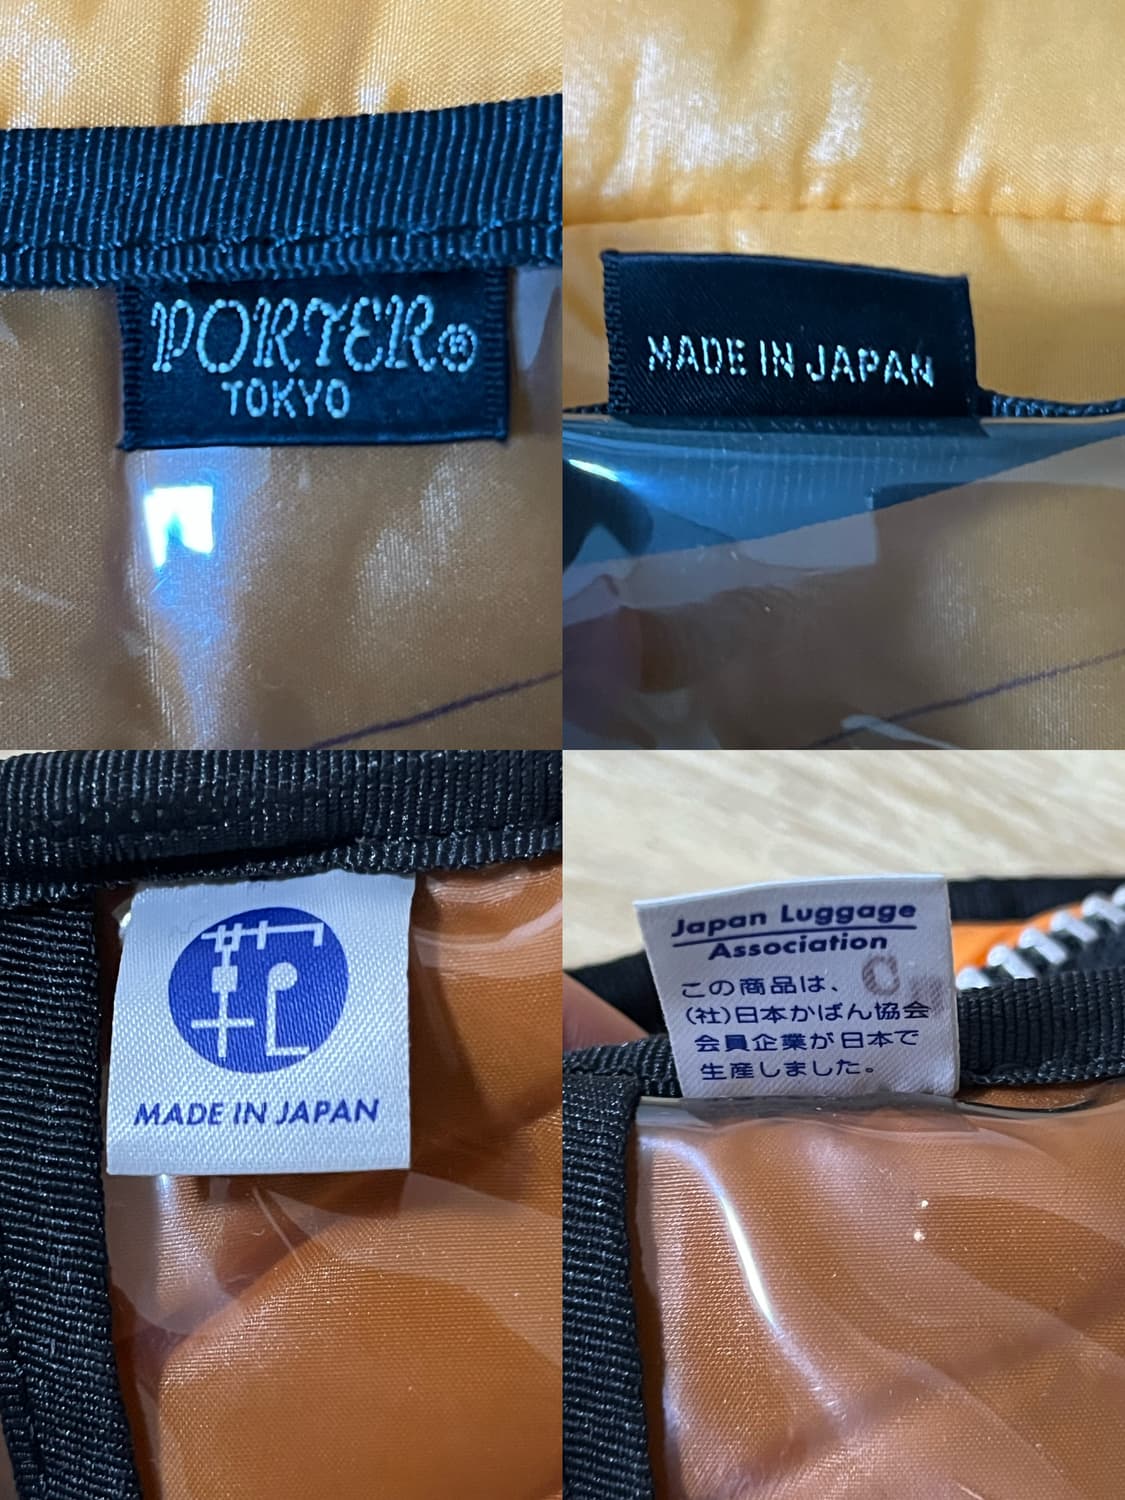 PORTER®
TOKYO
MADE IN JAPAN
MADE IN JAPAN
Japan Luggage
Association
この商品は、
(社)日本かばん協会
会員企業が日本で
生産しました。